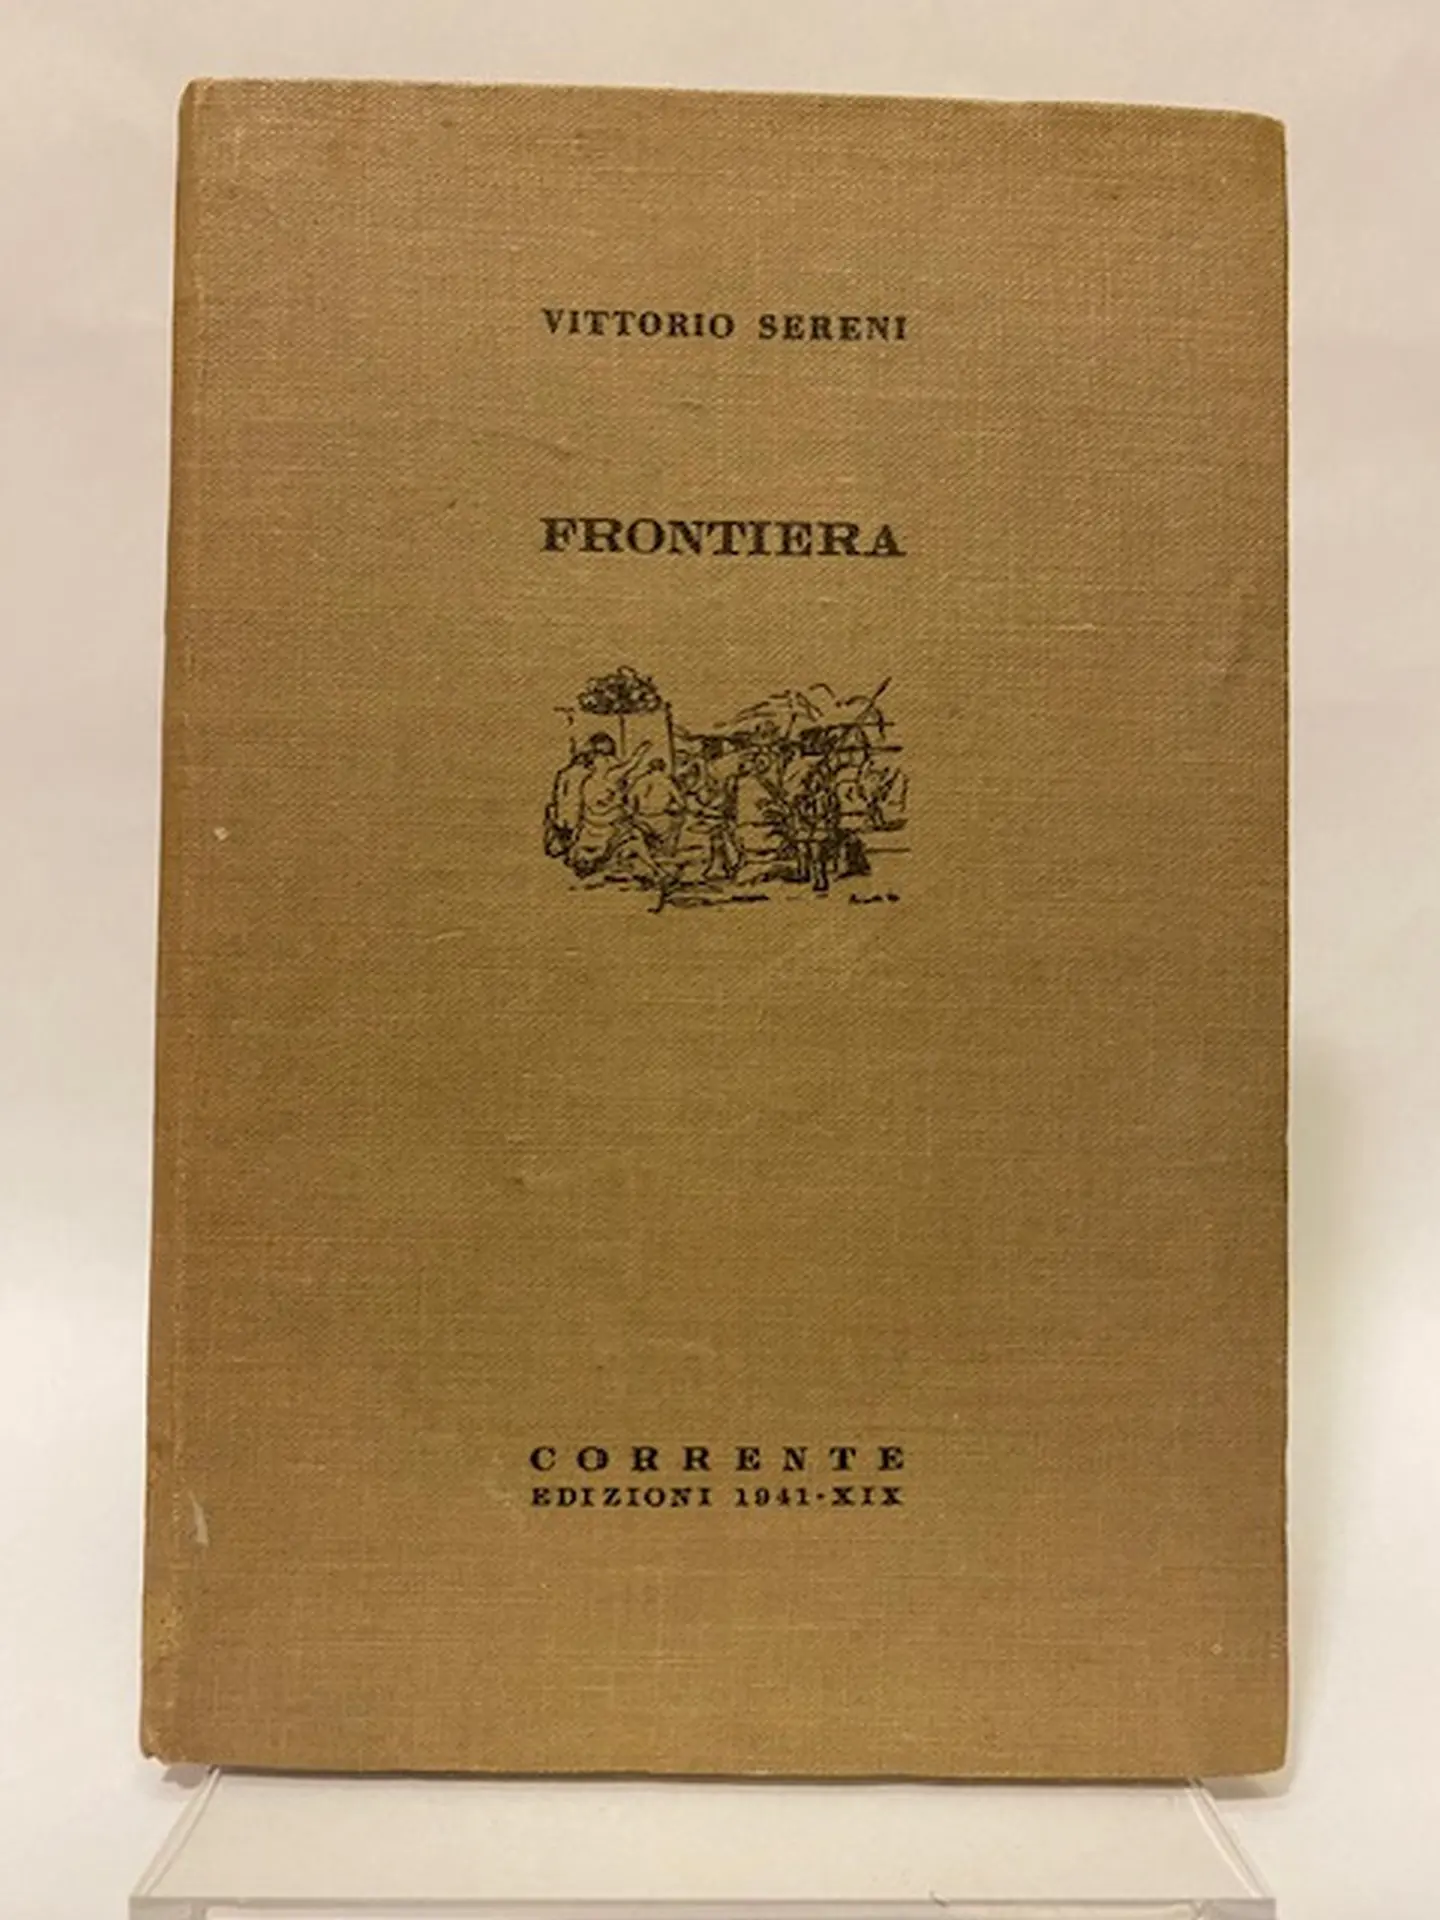 VITTORIO SERENI
FRONTIERA
CORRENTE
EDIZIONI 1941-XIX